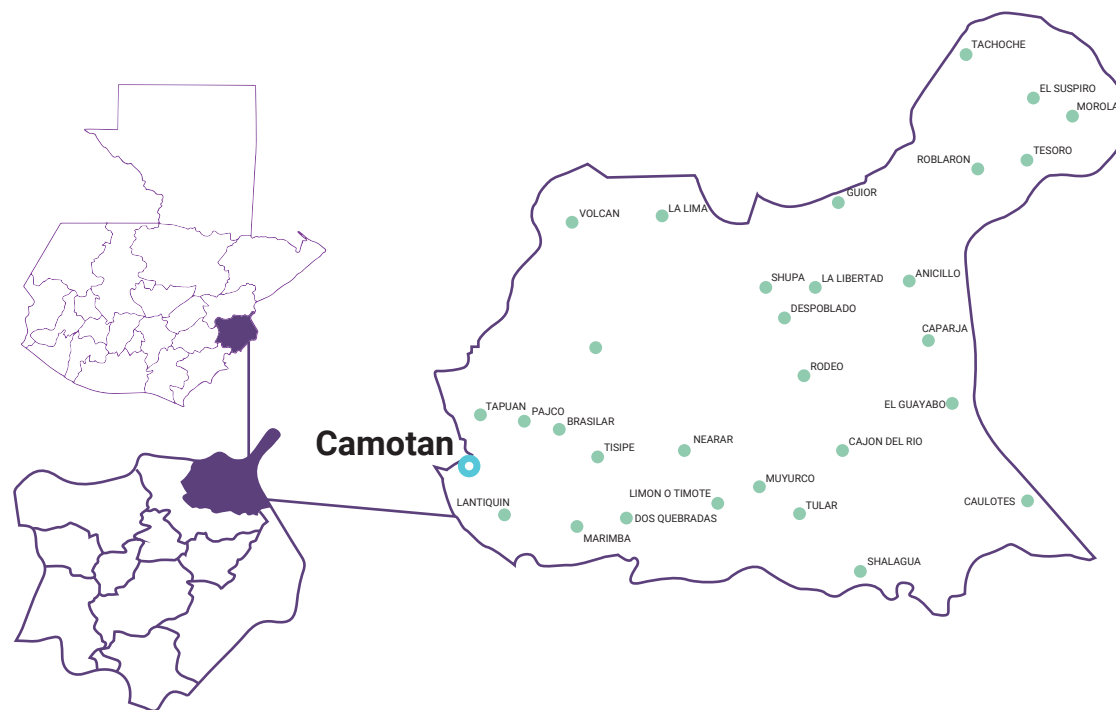 TACHOCHE
EL SUSPIRO
MOROLA
TESORO
ROBLARON
GUIOR
LA LIMA
VOLCAN
SHUPA
LA LIBERTAD
ANICILLO
DESPOBLADO
CAPARJA
RODEO
EL GUAYABO
TAPUAN
PAJCO
BRASILAR
Camotan
TISIPE
NEARAR
CAJON DEL RIO
MUYURCO
LIMON O TIMOTE
LANTIQUIN
CAULOTES
TULAR
DOS QUEBRADAS
MARIMBA
SHALAGUA